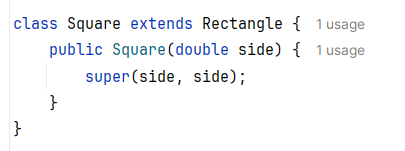 class Square extends Rectangle {  1 usage
    public Square(double side) {  1 usage
        super(side, side);
    }
}